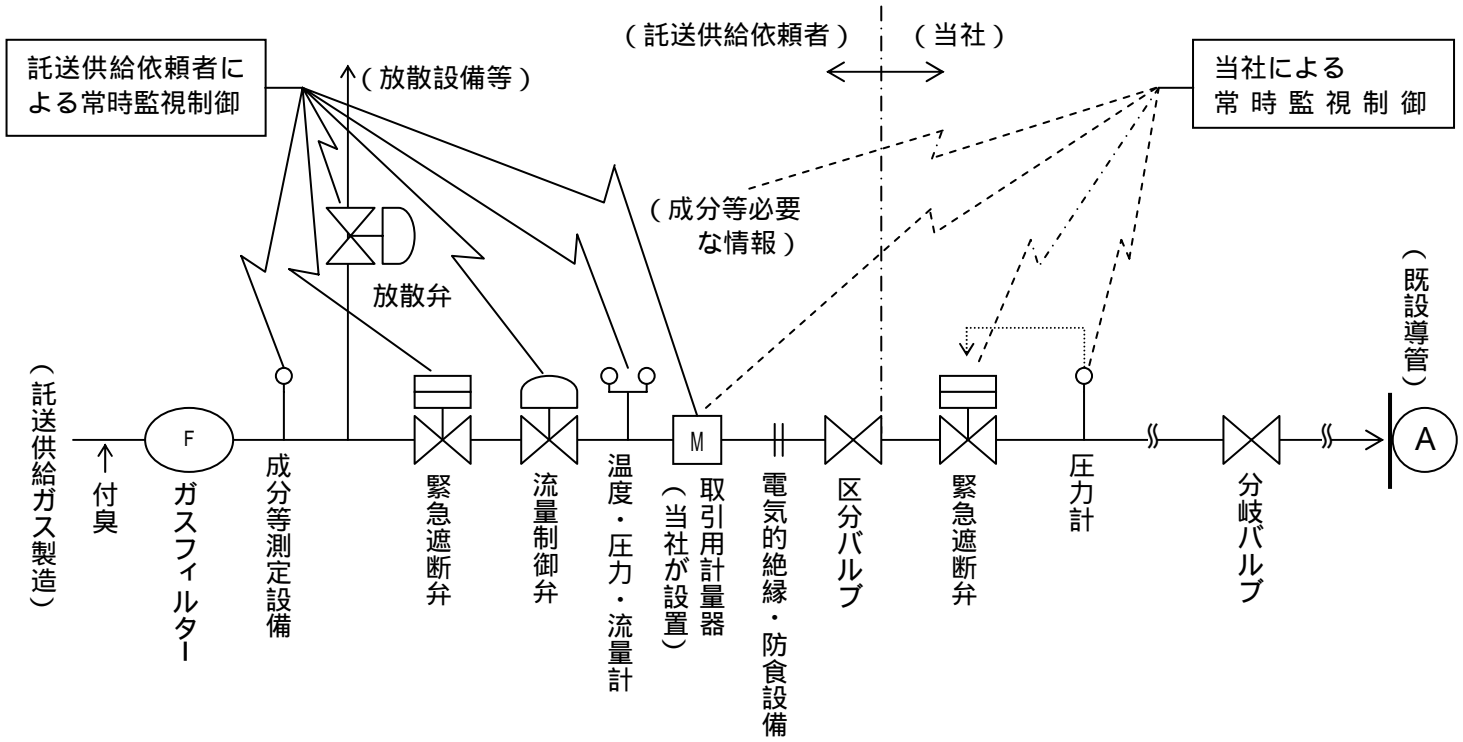 (託送供給依頼者)
(当社)
託送供給依頼者に
よる常時監視制御
(放散設備等)
当社による
常時監視制御
(成分等必要
な情報)
放散弁
(既設導管)
(託送供給ガス製造)
付臭
F
ガスフィルター
成分等測定設備
緊急遮断弁
流量制御弁
温度・圧力・流量計
M
取引用計量器
(当社が設置)
電気的絶縁・防食設備
区分バルブ
緊急遮断弁
圧力計
分岐バルブ
A